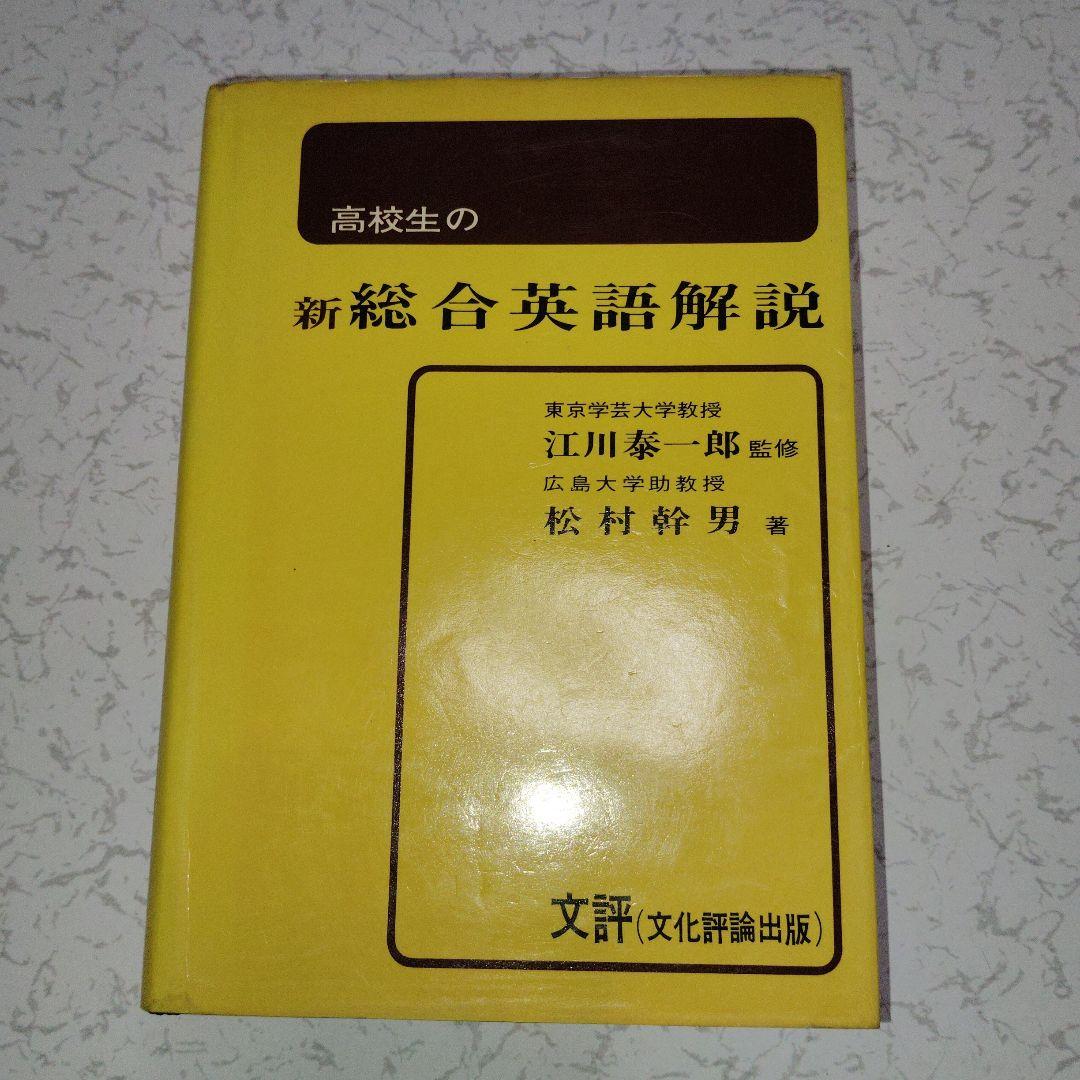 高校生の
新総合英語解説
東京学芸大学教授
江川泰一郎 監修
広島大学助教授
松村幹男 著
文評(文化評論出版)